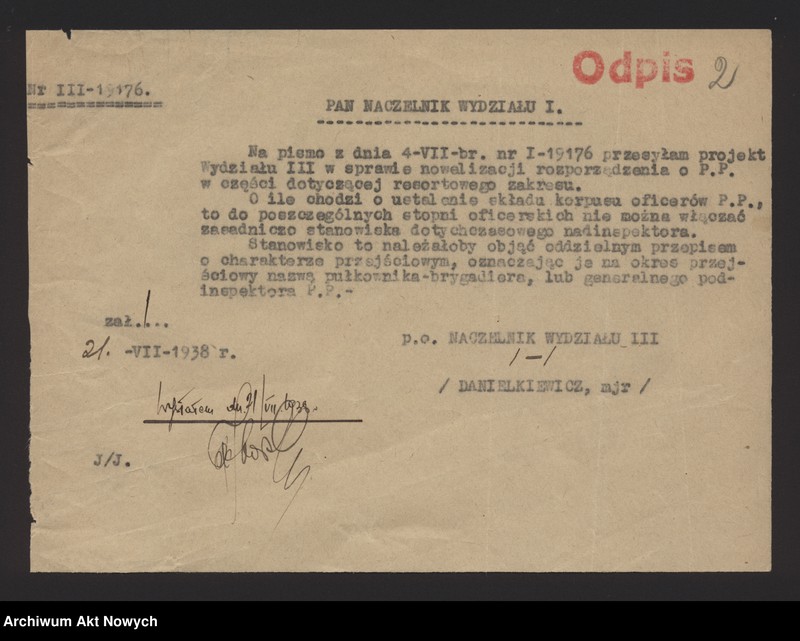 Odpis 2
Nr III-19176.
PAN NACZELNIK WYDZIAŁU I.
Na pismo z dnia 4-VII-br. nr I-19176 przesyłam projekt
Wydziału III w sprawie nowelizacji rozporządzenia o P.P.
w części dotyczącej resortowego zakresu.
O ile chodzi o ustalenie składu korpusu oficerów P.P.,
to do poszczególnych stopni oficerskich nie można włączać
zasadniczo stanowiska dotychczasowego nadinspektora.
Stanowisko to należałoby objąć oddzielnym przepisem
o charakterze przejściowym, oznaczając je na okres przej-
ściowy nazwą pułkownika-brygadiera, lub generalnego pod-
inspektora P.P.-
zał.1...
21. -VII-1938 r.
p.o. NACZELNIK WYDZIAŁU III
/-/
/ DANIELKIEWICZ, mjr /
dn. 21/VII
J/J.
Archiwum Akt Nowych